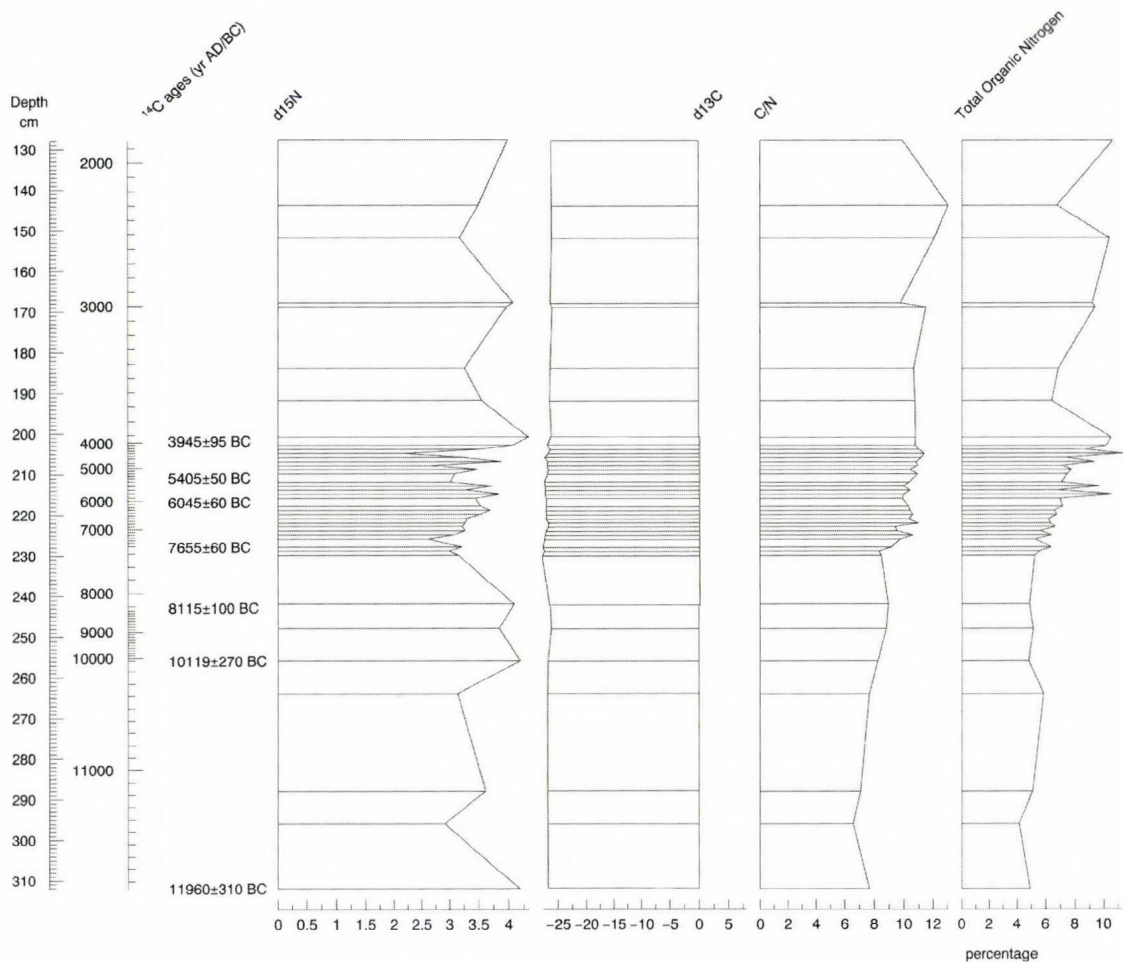 Depth
cm
¹⁴C ages (yr AD/BC)
d15N
d13C
C/N
Total Organic Nitrogen
130
140
150
160
170
180
190
200
210
220
230
240
250
260
270
280
290
300
310
2000
3000
4000
5000
6000
7000
8000
9000
10000
11000
3945±95 BC
5405±50 BC
6045±60 BC
7655±60 BC
8115±100 BC
10119±270 BC
11960±310 BC
0 0.5 1 1.5 2 2.5 3 3.5 4
−25 −20 −15 −10 −5 0
0 2 4 6 8 10 12
0 2 4 6 8 10
percentage